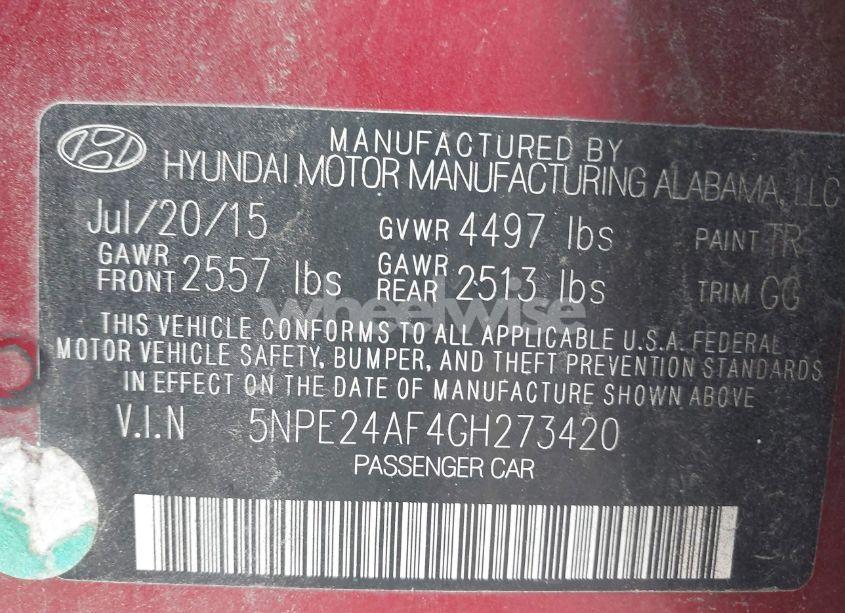 MANUFACTURED BY
HYUNDAI MOTOR MANUFACTURING ALABAMA, LLC
Jul/20/15 GVWR 4497 lbs PAINT TR
GAWR FRONT 2557 lbs GAWR REAR 2513 lbs TRIM GG
wheelwise
THIS VEHICLE CONFORMS TO ALL APPLICABLE U.S.A. FEDERAL
MOTOR VEHICLE SAFETY, BUMPER, AND THEFT PREVENTION STANDARDS
IN EFFECT ON THE DATE OF MANUFACTURE SHOWN ABOVE
V.I.N 5NPE24AF4GH273420
PASSENGER CAR